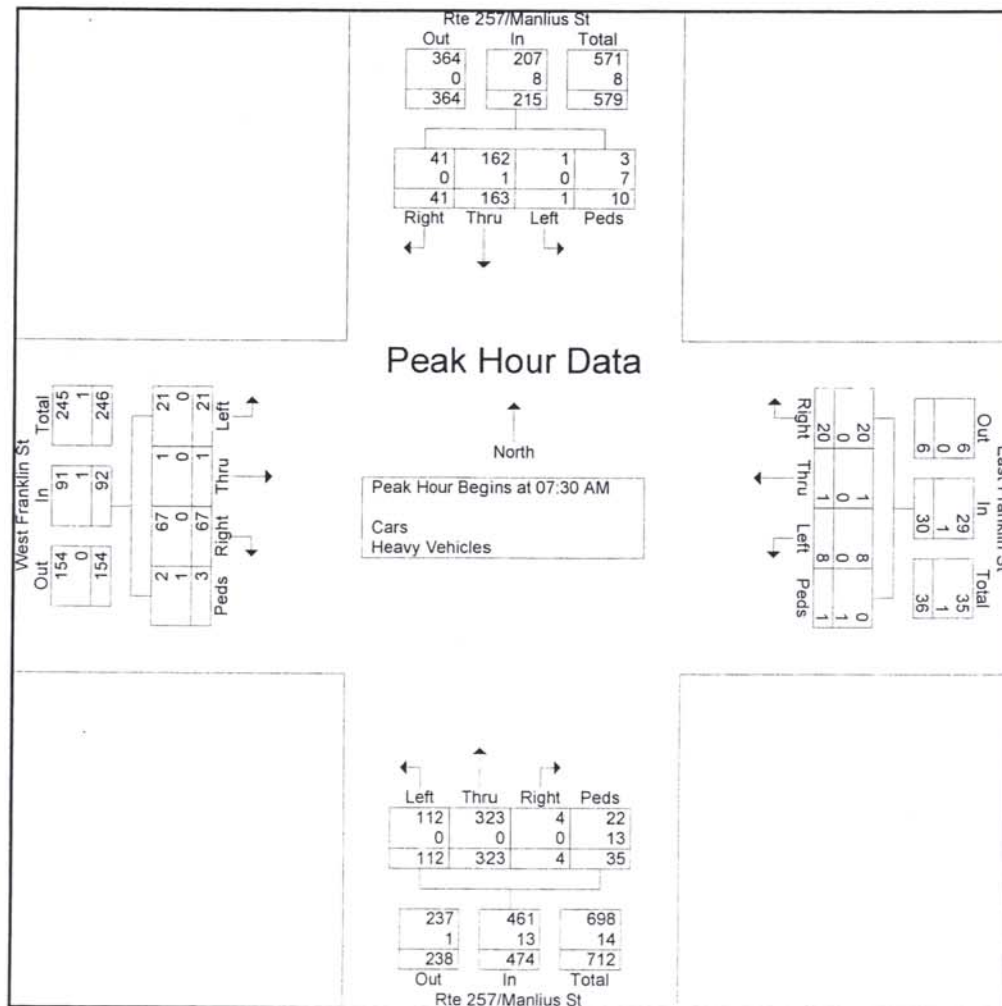 Rte 257/Manlius St
Out In Total
364 207 571
0 8 8
364 215 579
41 162 1 3
0 1 0 7
41 163 1 10
Right Thru Left Peds
Peak Hour Data
North
Peak Hour Begins at 07:30 AM
Cars
Heavy Vehicles
West Franklin St
Out In Total
154 91 245
0 1 1
154 92 246
2 67 1 21
1 0 0 0
3 67 1 21
Peds Right Thru Left
East Franklin St
Out In Total
6 29 35
0 1 1
6 30 36
20 1 8 0
0 0 0 1
20 1 8 1
Right Thru Left Peds
Left Thru Right Peds
112 323 4 22
0 0 0 13
112 323 4 35
237 461 698
1 13 14
238 474 712
Out In Total
Rte 257/Manlius St